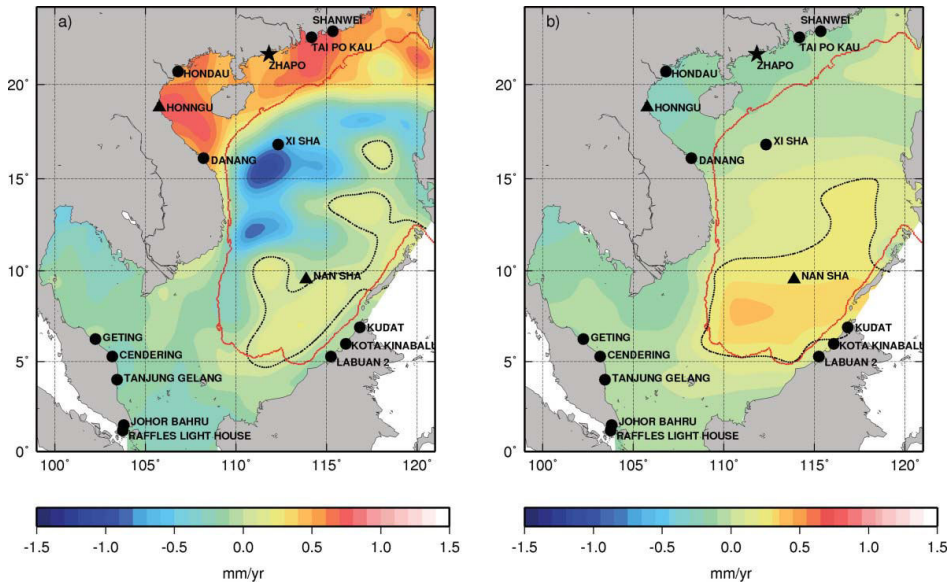 a)
SHANWEI
TAI PO KAU
ZHAPO
HONDAU
HONNGU
DANANG
XI SHA
NAN SHA
GETING
CENDERING
TANJUNG GELANG
JOHOR BAHRU
RAFFLES LIGHT HOUSE
KUDAT
KOTA KINABALL
LABUAN 2
20°
15°
10°
5°
0°
100° 105° 110° 115° 120°
-1.5 -1.0 -0.5 0.0 0.5 1.0 1.5
mm/yr
b)
SHANWEI
TAI PO KAU
ZHAPO
HONDAU
HONNGU
DANANG
XI SHA
NAN SHA
GETING
CENDERING
TANJUNG GELANG
JOHOR BAHRU
RAFFLES LIGHT HOUSE
KUDAT
KOTA KINABALL
LABUAN 2
20°
15°
10°
5°
0°
100° 105° 110° 115° 120°
-1.5 -1.0 -0.5 0.0 0.5 1.0 1.5
mm/yr